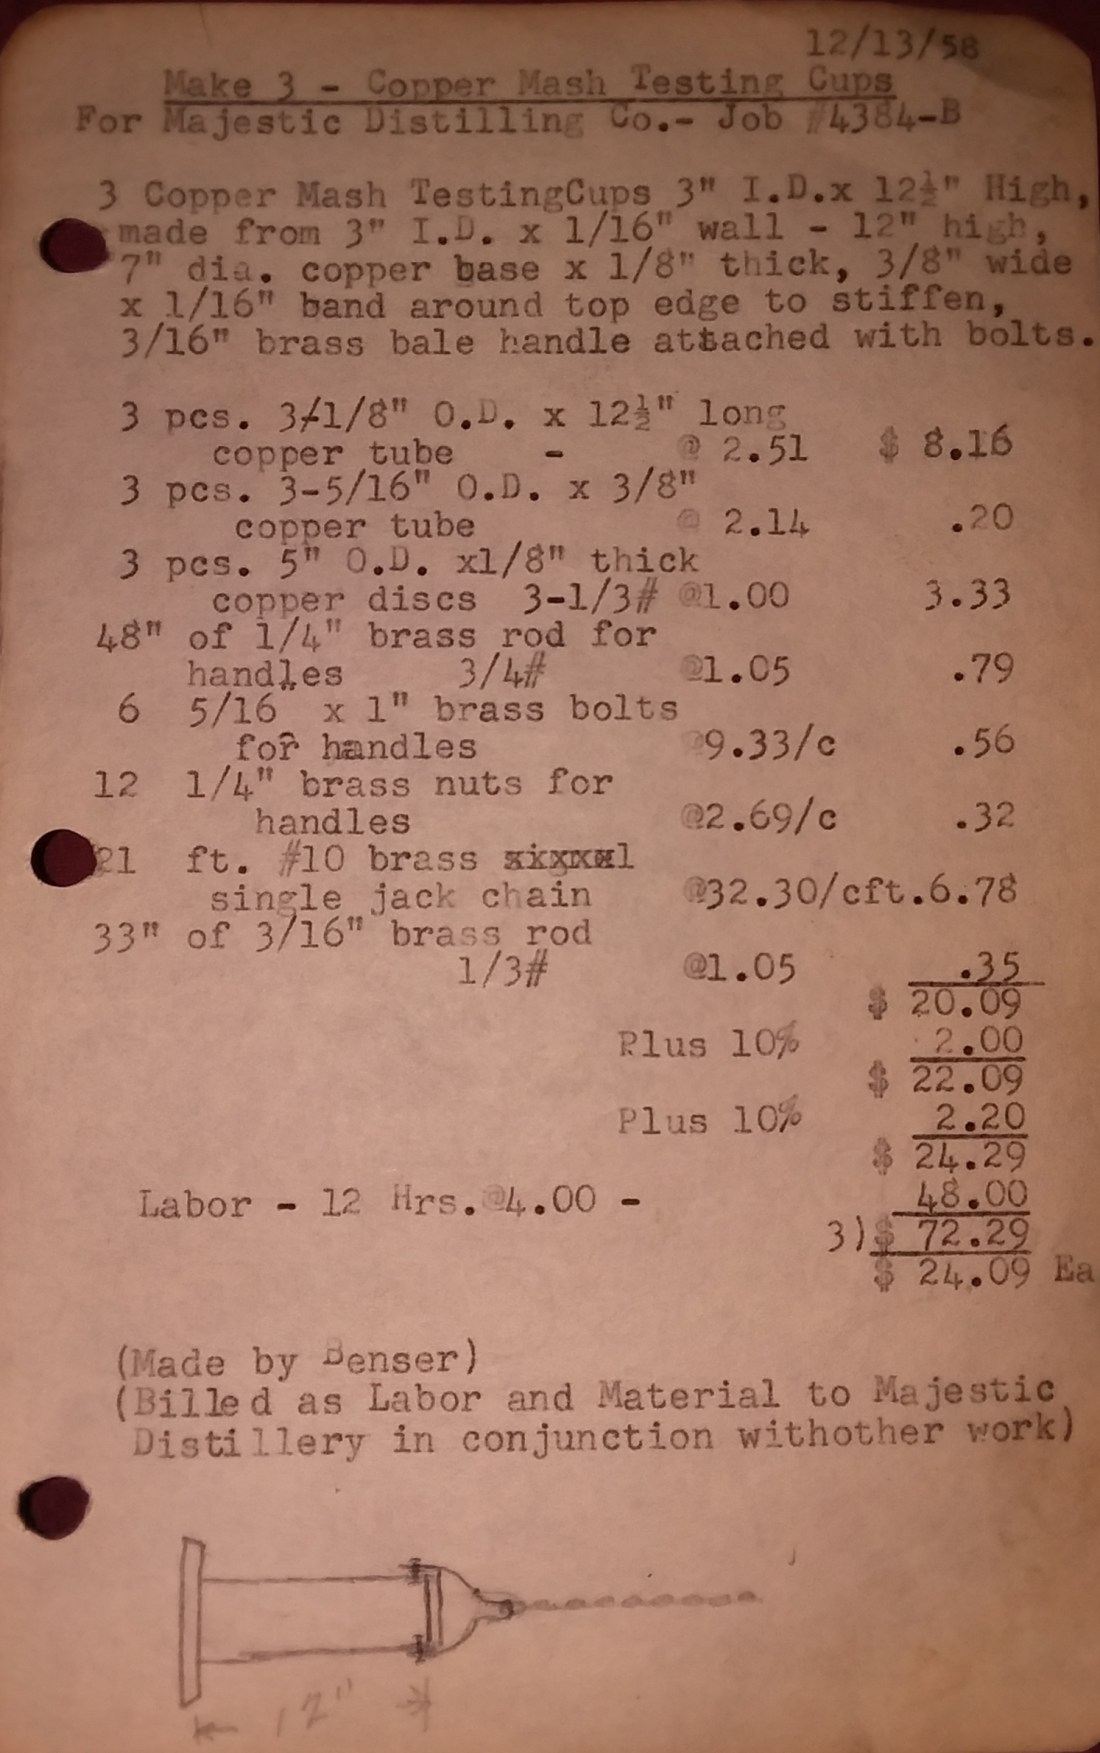 12/13/58
Make 3 - Copper Mash Testing Cups
For Majestic Distilling Co.- Job #4384-B
3 Copper Mash TestingCups 3" I.D.x 12½" High,
made from 3" I.D. x 1/16" wall - 12" high,
7" dia. copper base x 1/8" thick, 3/8" wide
x 1/16" band around top edge to stiffen,
3/16" brass bale handle attached with bolts.
3 pcs. 3-1/8" O.D. x 12½" long
copper tube - @ 2.51 $ 8.16
3 pcs. 3-5/16" O.D. x 3/8"
copper tube @ 2.14 .20
3 pcs. 5" O.D. x1/8" thick
copper discs 3-1/3# @1.00 3.33
48" of 1/4" brass rod for
handles 3/4# @1.05 .79
6 5/16" x 1" brass bolts
for handles @9.33/c .56
12 1/4" brass nuts for
handles @2.69/c .32
21 ft. #10 brass
single jack chain @32.30/cft.6.78
33" of 3/16" brass rod
1/3# @1.05 .35
$ 20.09
Plus 10% 2.00
$ 22.09
Plus 10% 2.20
$ 24.29
Labor - 12 Hrs.@4.00 - 48.00
3)$ 72.29
$ 24.09 Ea
(Made by Benser)
(Billed as Labor and Material to Majestic
Distillery in conjunction withother work)
12"